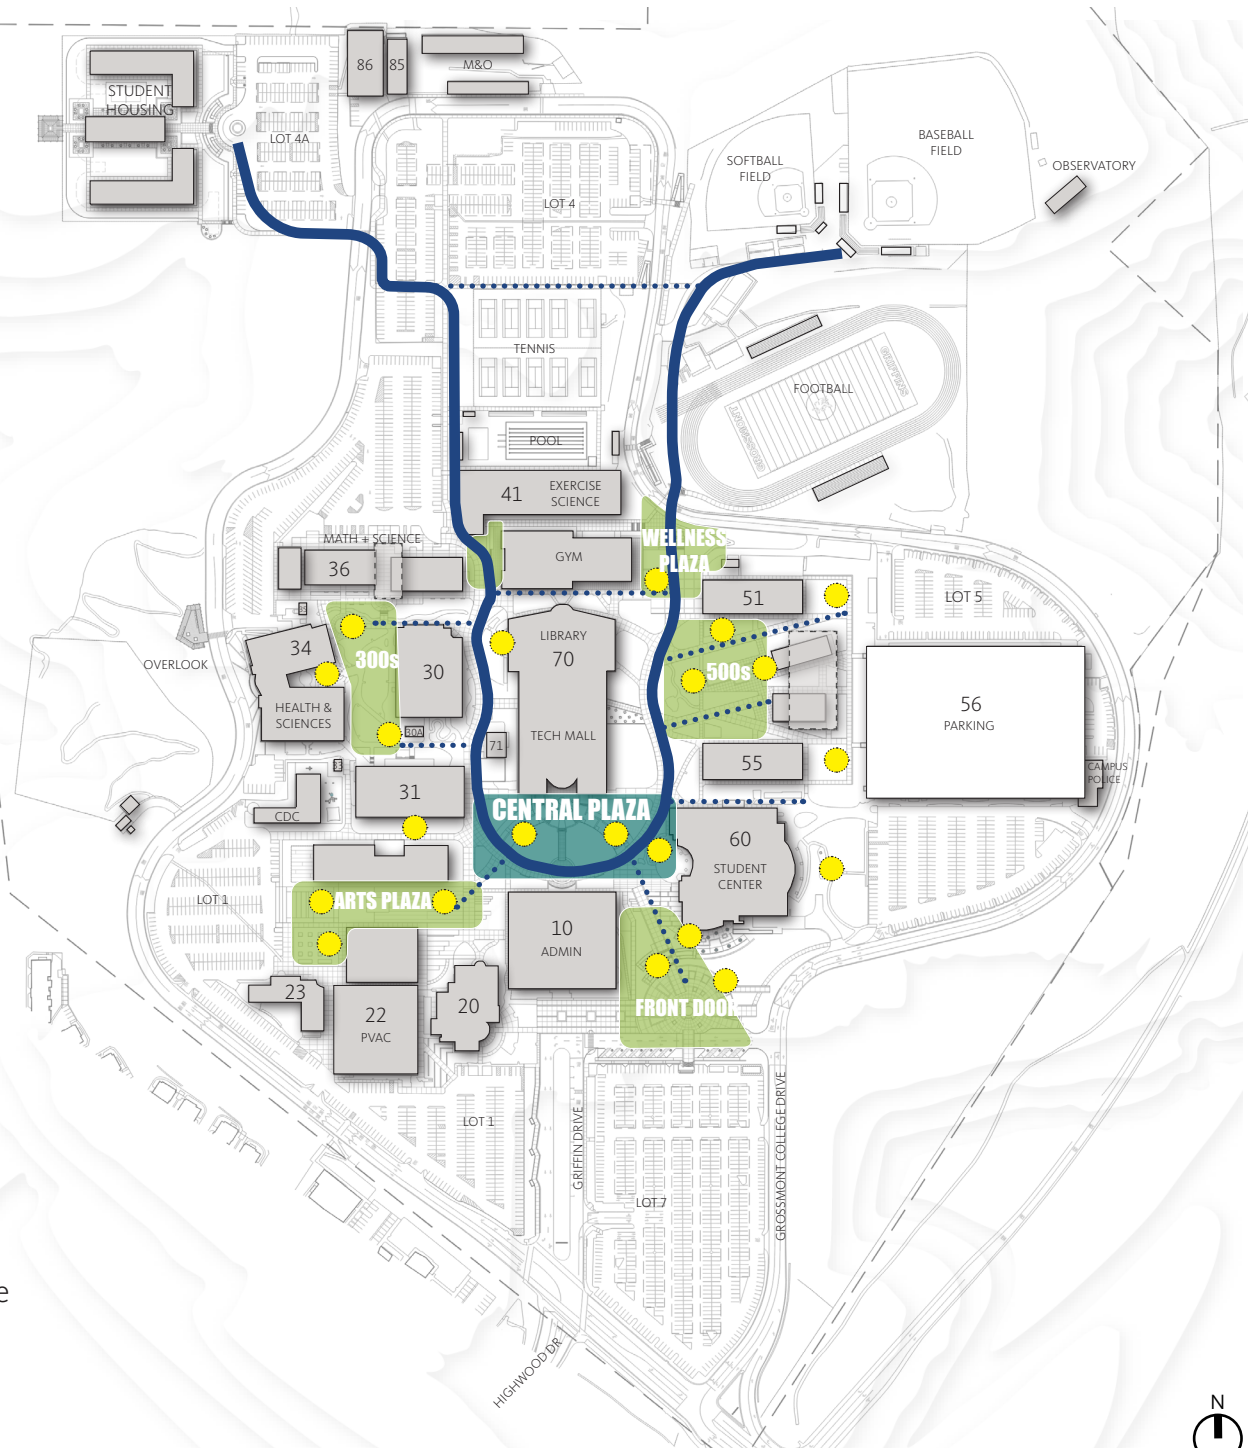 86
85
M&O
STUDENT
HOUSING
LOT 4A
BASEBALL
FIELD
SOFTBALL
FIELD
OBSERVATORY
LOT 4
TENNIS
FOOTBALL
GRIFFINS
GROSSMONT
POOL
41
EXERCISE
SCIENCE
MATH + SCIENCE
WELLNESS
PLAZA
GYM
36
51
LOT 5
LIBRARY
70
34
300s
30
500s
OVERLOOK
HEALTH &
SCIENCES
56
PARKING
30A
71
TECH MALL
55
33
CAMPUS
POLICE
31
CDC
CENTRAL PLAZA
60
STUDENT
CENTER
LOT 1
ARTS PLAZA
10
ADMIN
23
22
PVAC
20
FRONT DOOR
LOT 1
GRIFFIN DRIVE
GROSSMONT COLLEGE DRIVE
LOT 7
e
HIGHWOOD DR
N